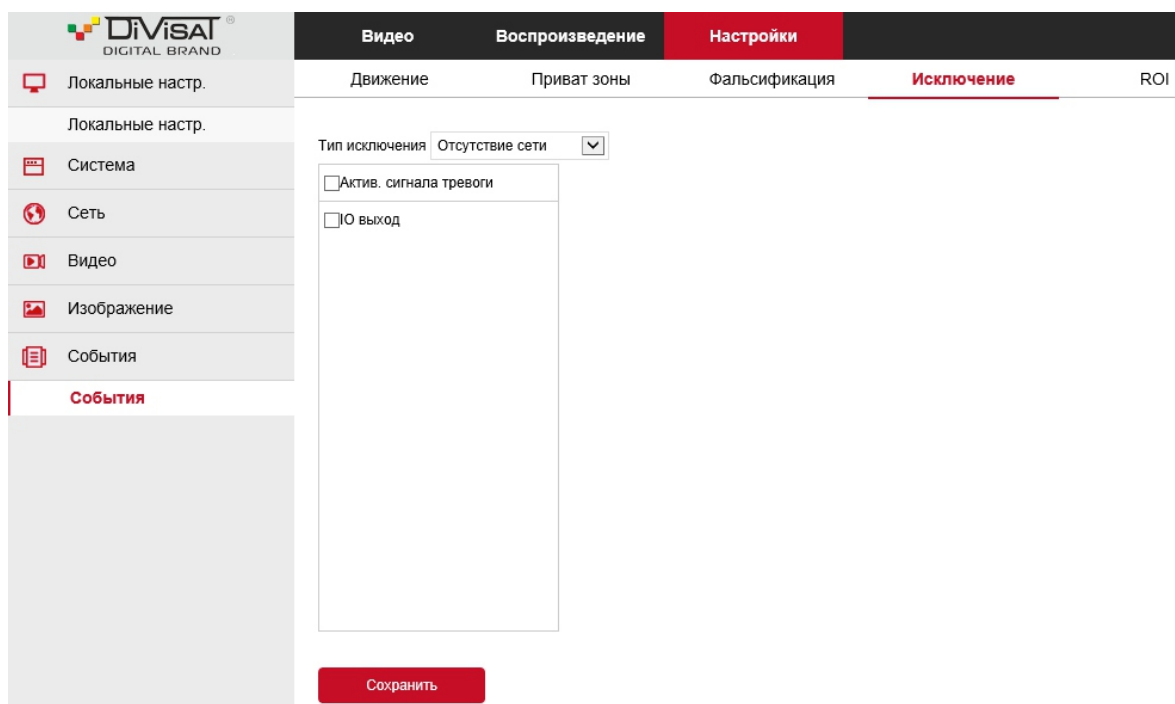 DiViSAT ®
DIGITAL BRAND
Видео Воспроизведение Настройки
Движение Приват зоны Фальсификация Исключение ROI
Локальные настр.
Локальные настр.
Система
Сеть
Видео
Изображение
События
События
Тип исключения Отсутствие сети
Актив. сигнала тревоги
IO выход
Сохранить